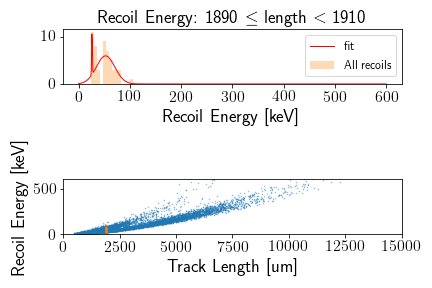 Recoil Energy: 1890 ≤ length < 1910
10
0
fit
All recoils
0 100 200 300 400 500 600
Recoil Energy [keV]
Recoil Energy [keV]
500
0
0 2500 5000 7500 10000 12500 15000
Track Length [um]